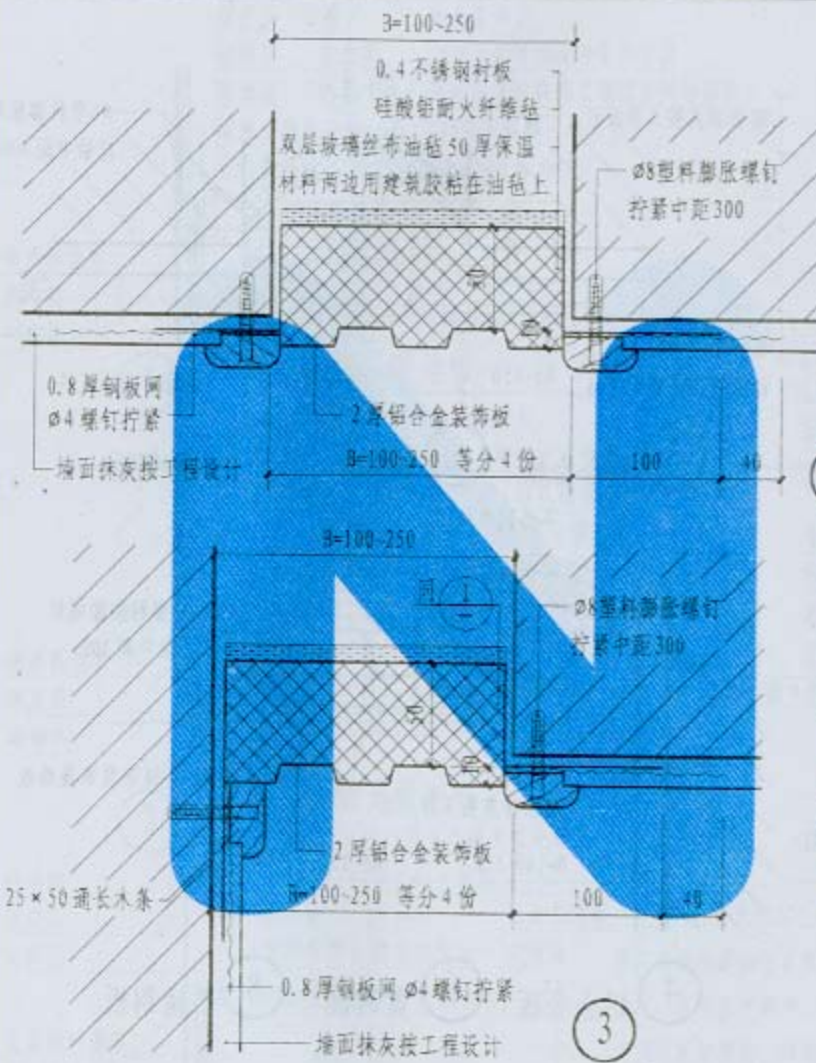 B=100~250
0.4不锈钢衬板
硅酸铝耐火纤维毡
双层玻璃丝布油毡50厚保温
材料两边用建筑胶粘在油毡上
ø8塑料膨胀螺钉
拧紧中距300
50
0.8厚钢板网
ø4螺钉拧紧
2厚铝合金装饰板
墙面抹灰按工程设计
B=100~250 等分4份
100
40
B=100~250
同 1
ø8塑料膨胀螺钉
拧紧中距300
50
2厚铝合金装饰板
25×50通长木条
B=100~250 等分4份
100
40
0.8厚钢板网 ø4螺钉拧紧
墙面抹灰按工程设计
3